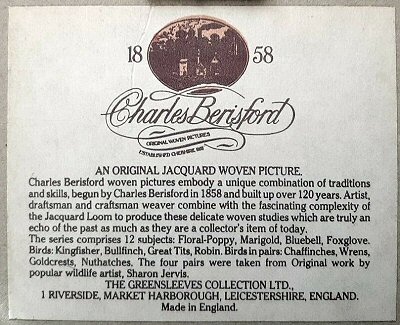 18 58
Charles Berisford
ORIGINAL WOVEN PICTURES
ESTABLISHED CHESHIRE 1858
AN ORIGINAL JACQUARD WOVEN PICTURE.
Charles Berisford woven pictures embody a unique combination of traditions
and skills, begun by Charles Berisford in 1858 and built up over 120 years. Artist,
draftsman and craftsman weaver combine with the fascinating complexity of
the Jacquard Loom to produce these delicate woven studies which are truly an
echo of the past as much as they are a collector's item of today.
The series comprises 12 subjects: Floral-Poppy, Marigold, Bluebell, Foxglove.
Birds: Kingfisher, Bullfinch, Great Tits, Robin. Birds in pairs: Chaffinches, Wrens,
Goldcrests, Nuthatches. The four pairs were taken from Original work by
popular wildlife artist, Sharon Jervis.
THE GREENSLEEVES COLLECTION LTD.,
1 RIVERSIDE, MARKET HARBOROUGH, LEICESTERSHIRE, ENGLAND.
Made in England.